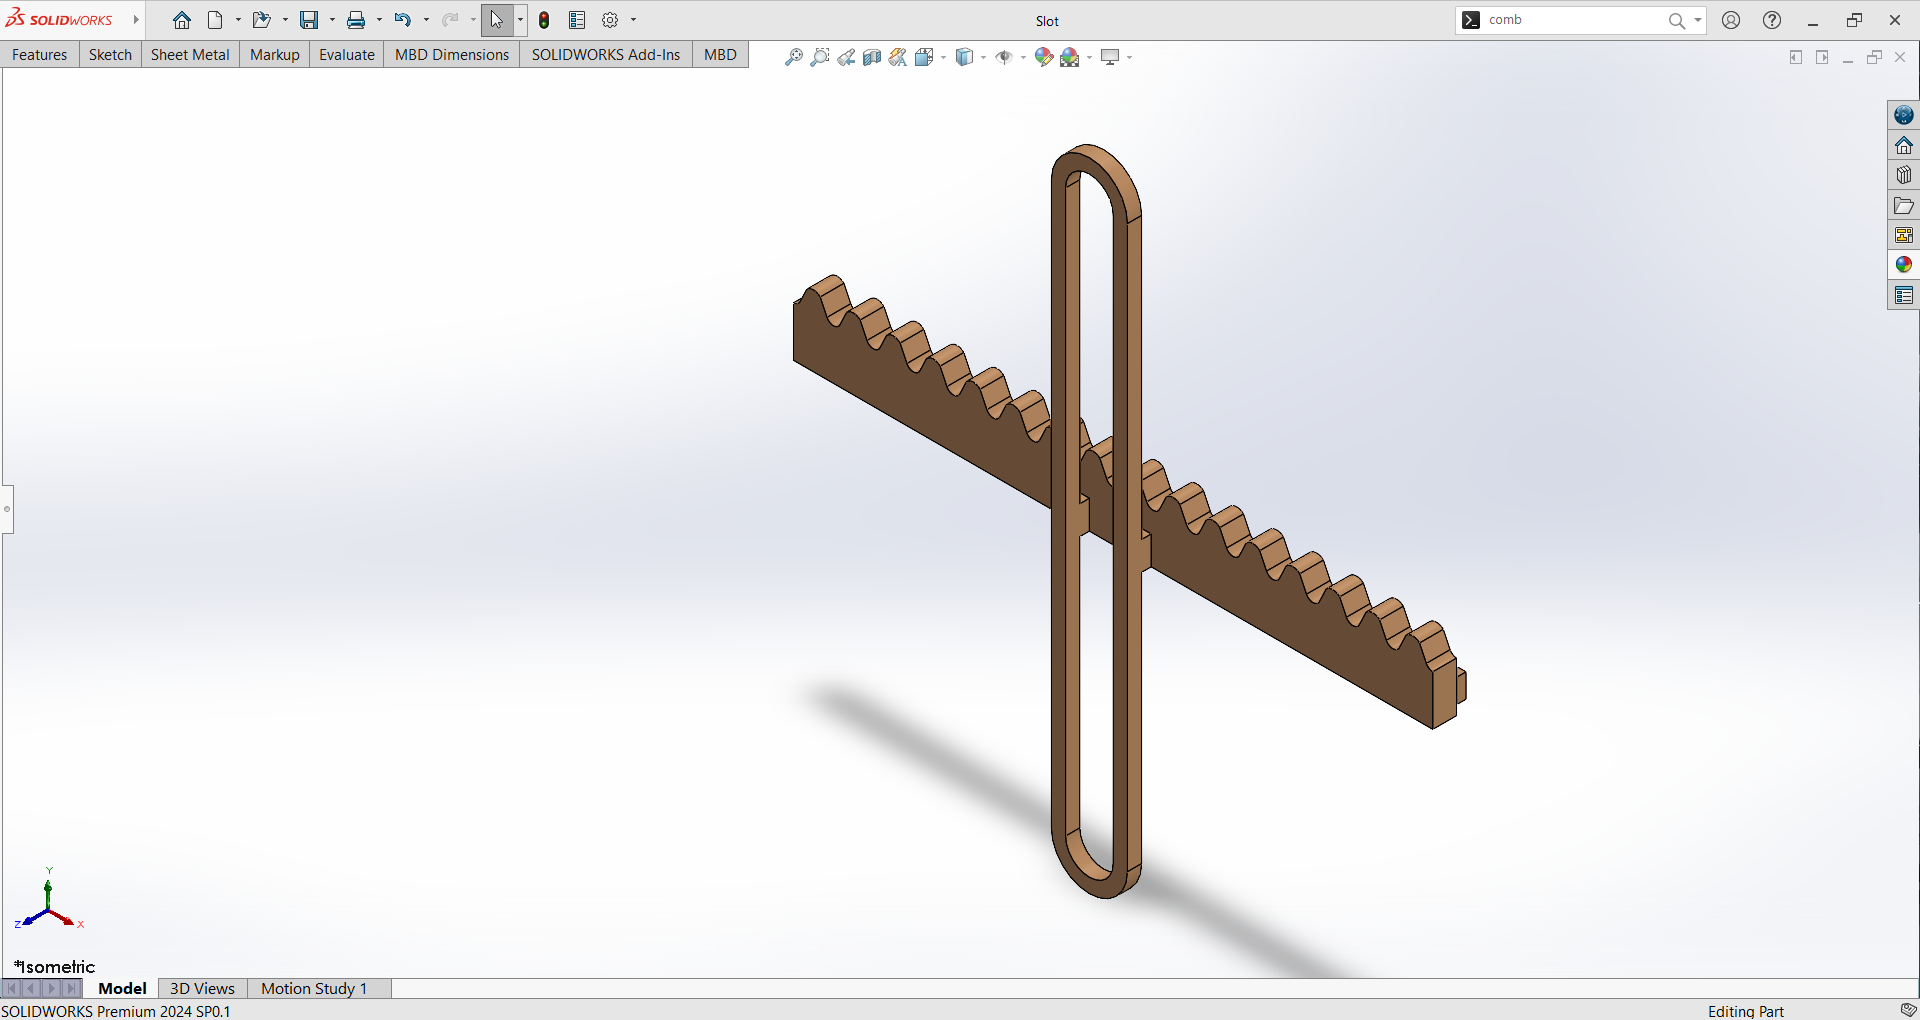 SOLIDWORKS
Slot
comb
Features
Sketch
Sheet Metal
Markup
Evaluate
MBD Dimensions
SOLIDWORKS Add-Ins
MBD
Y
Z
X
*Isometric
Model
3D Views
Motion Study 1
SOLIDWORKS Premium 2024 SP0.1
Editing Part